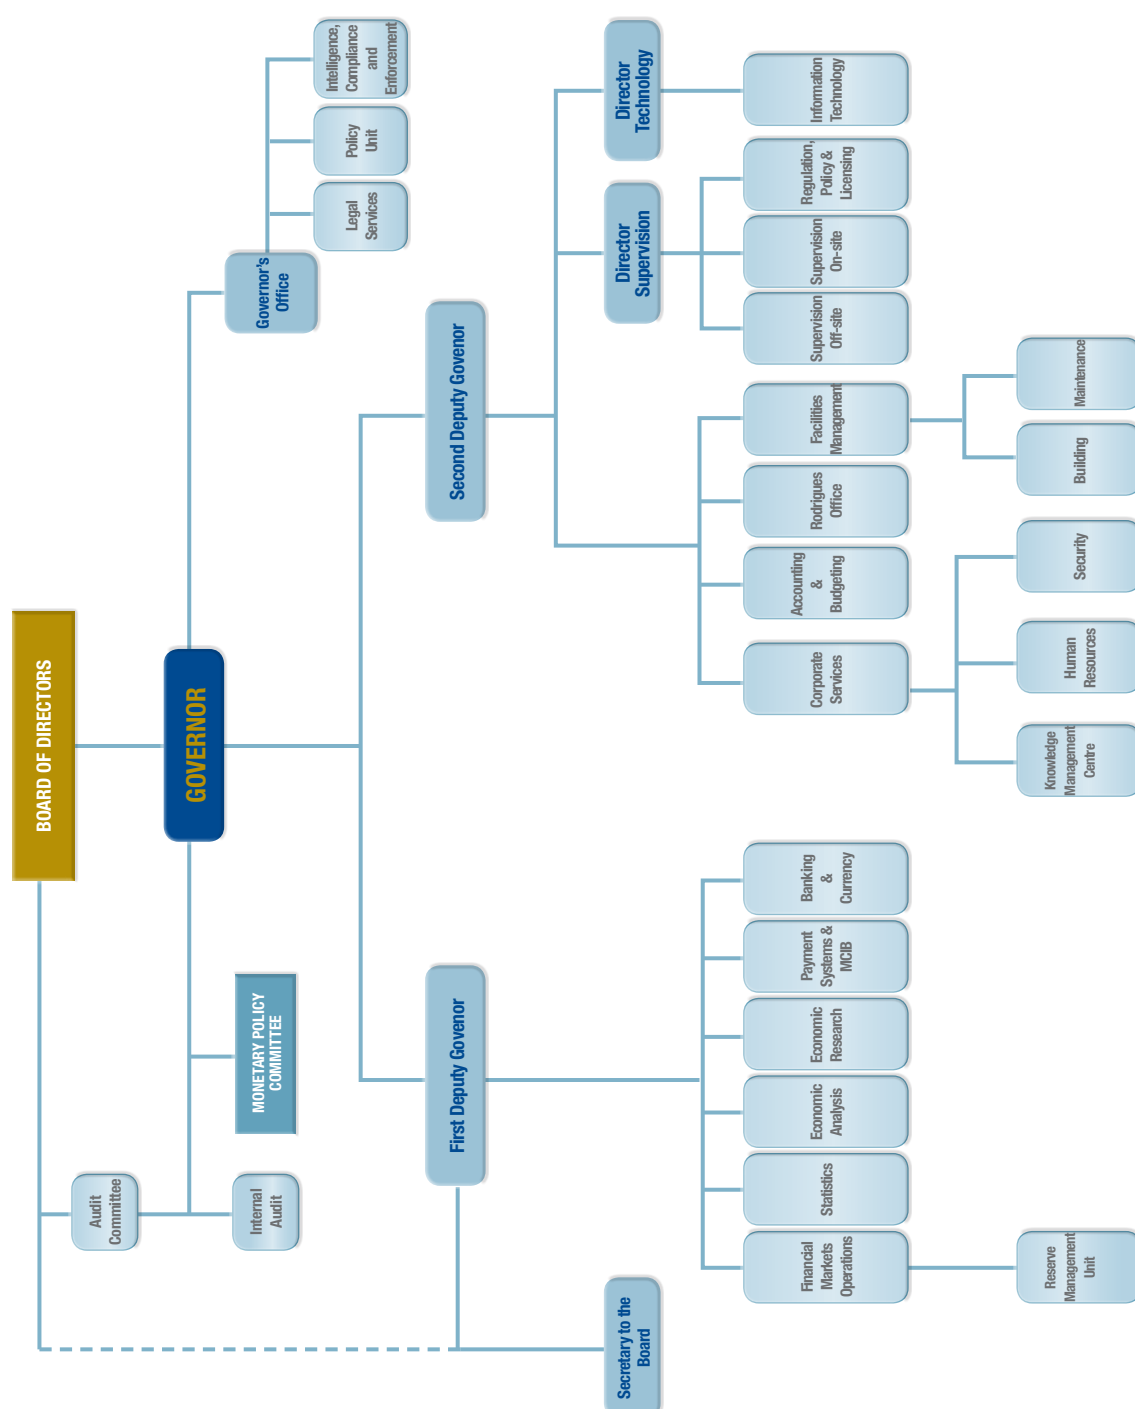 BOARD OF DIRECTORS
GOVERNOR
Audit
Committee
Internal
Audit
MONETARY POLICY
COMMITTEE
Governor's
Office
Legal
Services
Policy
Unit
Intelligence,
Compliance
and
Enforcement
First Deputy Govenor
Second Deputy Govenor
Secretary to the
Board
Director
Supervision
Director
Technology
Financial
Markets
Operations
Statistics
Economic
Analysis
Economic
Research
Payment
Systems &
MCIB
Banking
&
Currency
Corporate
Services
Accounting
&
Budgeting
Rodrigues
Office
Facilities
Management
Supervision
Off-site
Supervision
On-site
Regulation,
Policy &
Licensing
Information
Technology
Reserve
Management
Unit
Knowledge
Management
Centre
Human
Resources
Security
Building
Maintenance